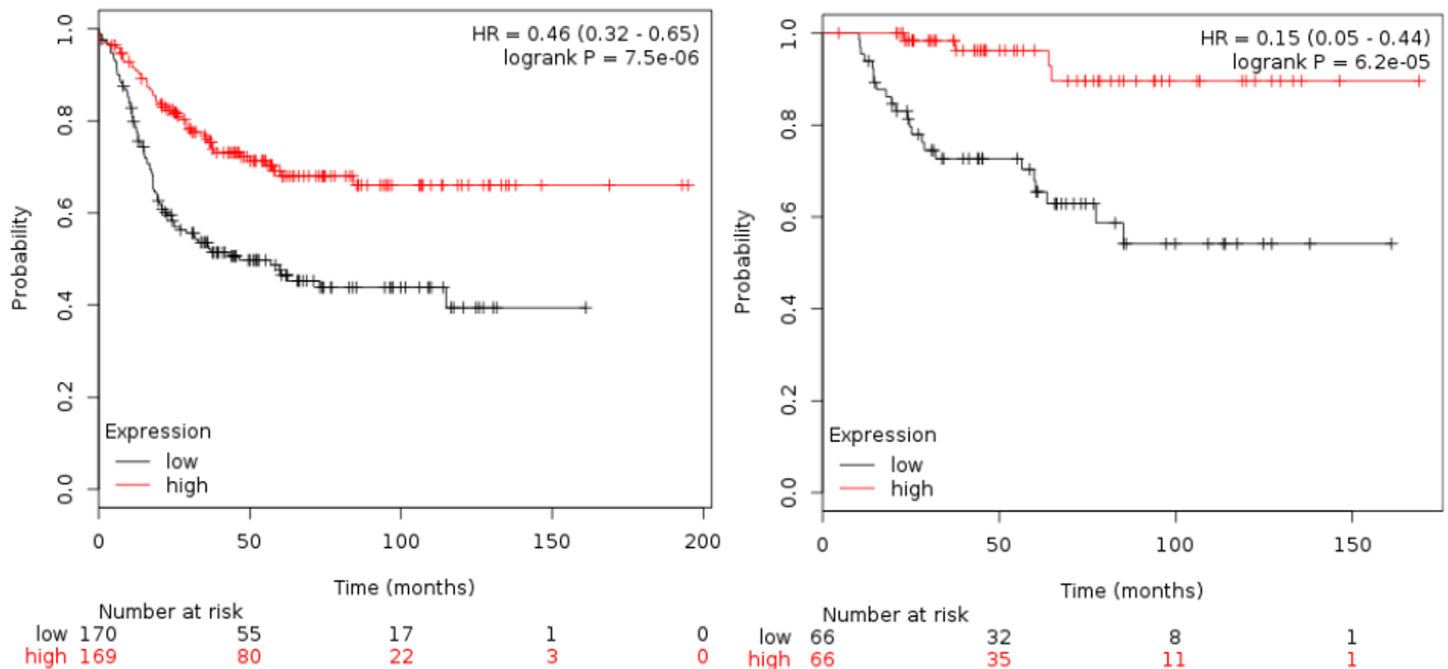 HR = 0.46 (0.32 - 0.65)
logrank P = 7.5e-06
Probability
1.0
0.8
0.6
0.4
0.2
0.0
Expression
low
high
0 50 100 150 200
Time (months)
Number at risk
low 170 55 17 1 0
high 169 80 22 3 0
HR = 0.15 (0.05 - 0.44)
logrank P = 6.2e-05
Probability
1.0
0.8
0.6
0.4
0.2
0.0
Expression
low
high
0 50 100 150
Time (months)
Number at risk
low 66 32 8 1
high 66 35 11 1